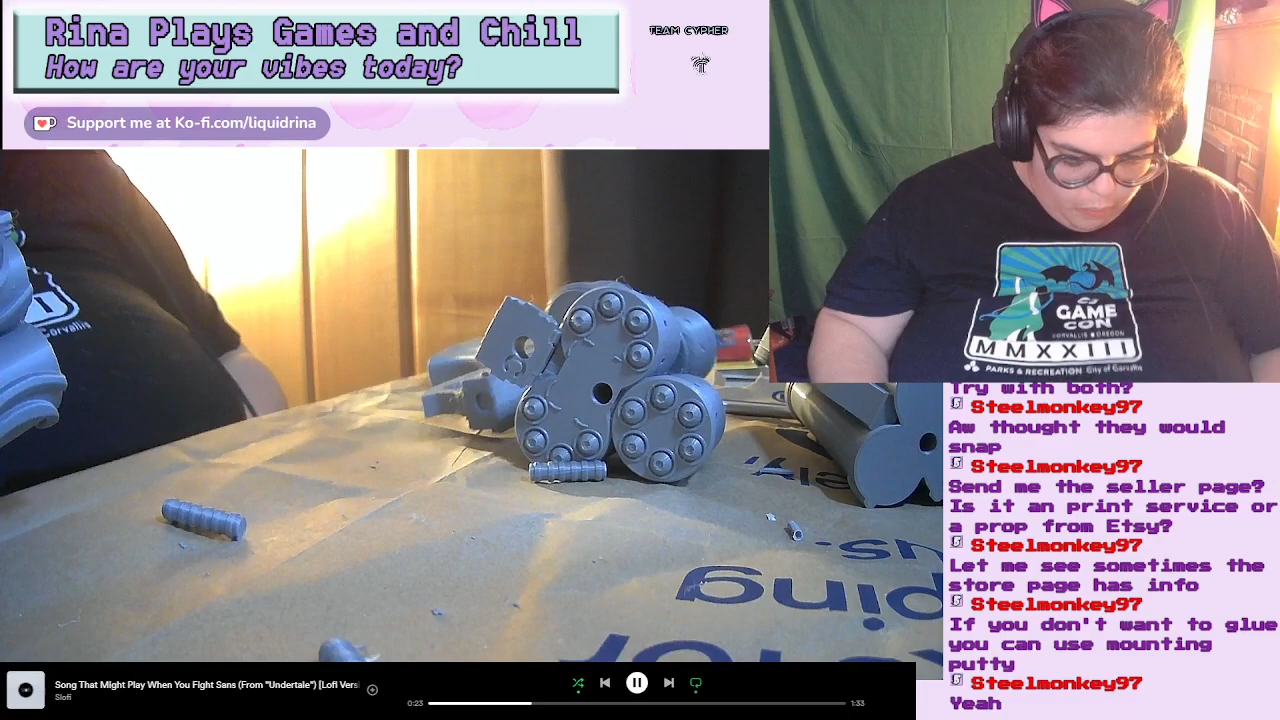 Rina Plays Games and Chill
How are your vibes today?
TEAM CYPHER
Support me at Ko-fi.com/liquidrina
Corvallis
GAME
CON
CORVALLIS OREGON
MMXXIII
PARKS & RECREATION City of Corvallis
Try with both?
Steelmonkey97
Aw thought they would
snap
Steelmonkey97
Send me the seller page?
Is it an print service or
a prop from Etsy?
Steelmonkey97
Let me see sometimes the
store page has info
Steelmonkey97
If you don't want to glue
you can use mounting
putty
Steelmonkey97
Yeah
ping
Song That Might Play When You Fight Sans (From "Undertale") [Lofi Versi
Slofi
0:23
1:33